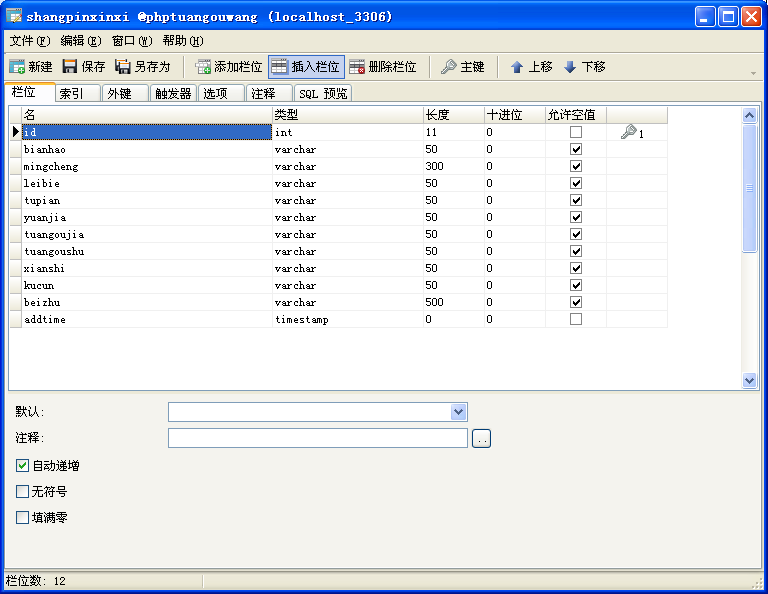 shangpinxinxi @phptuangouwang (localhost_3306)
文件(F) 编辑(E) 窗口(W) 帮助(H)
新建 保存 另存为 添加栏位 插入栏位 删除栏位 主键 上移 下移
栏位 索引 外键 触发器 选项 注释 SQL 预览
名 类型 长度 十进位 允许空值
id int 11 0 1
bianhao varchar 50 0
mingcheng varchar 300 0
leibie varchar 50 0
tupian varchar 50 0
yuanjia varchar 50 0
tuangoujia varchar 50 0
tuangoushu varchar 50 0
xianshi varchar 50 0
kucun varchar 50 0
beizhu varchar 500 0
addtime timestamp 0 0
默认:
注释:
..
自动递增
无符号
填满零
栏位数: 12